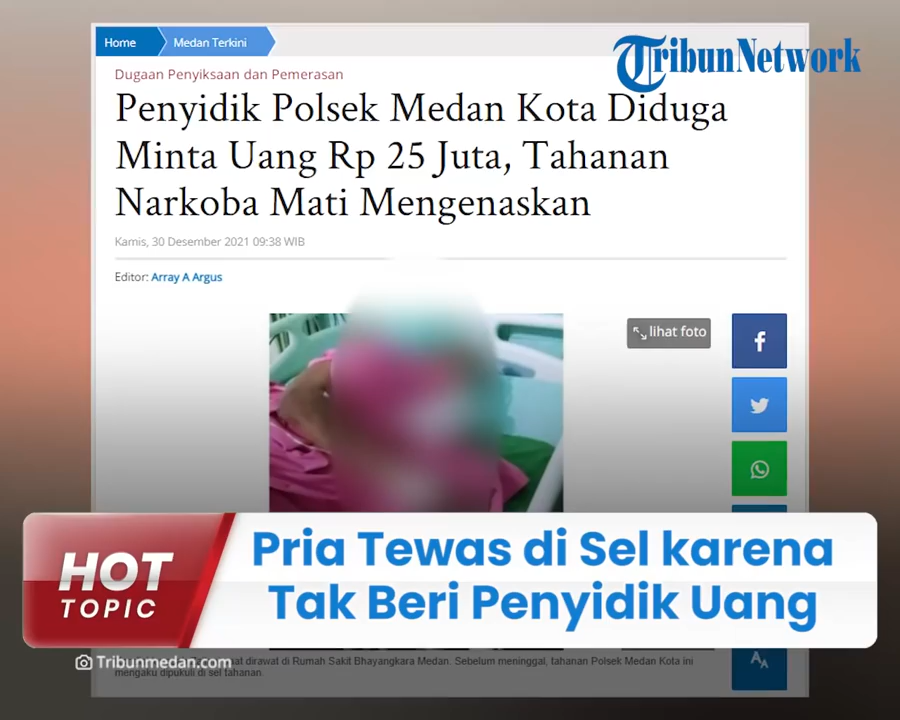 Home
Medan Terkini
TribunNetwork
Dugaan Penyiksaan dan Pemerasan
Penyidik Polsek Medan Kota Diduga
Minta Uang Rp 25 Juta, Tahanan
Narkoba Mati Mengenaskan
Kamis, 30 Desember 2021 09:38 WIB
Editor: Array A Argus
lihat foto
f
HOT
TOPIC
Pria Tewas di Sel karena
Tak Beri Penyidik Uang
Tribunmedan.com
dirawat di Rumah Sakit Bhayangkara Medan. Sebelum meninggal, tahanan Polsek Medan Kota ini
mengaku dipukuli di sel tahanan.
AA